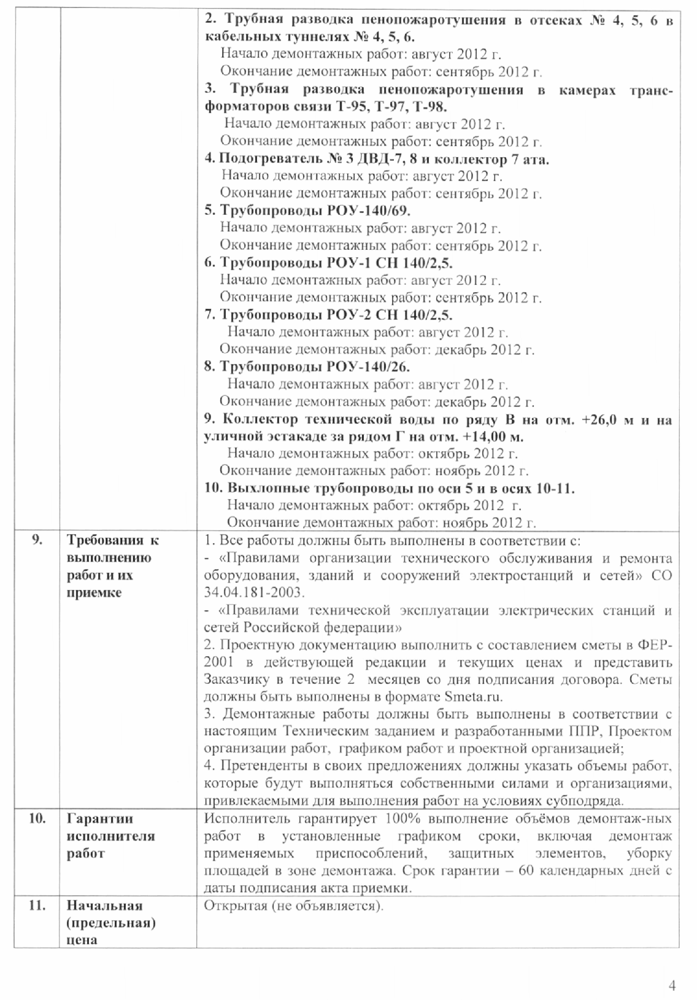 2. Трубная разводка пенопожаротушения в отсеках № 4, 5, 6 в
кабельных туннелях № 4, 5, 6.
Начало демонтажных работ: август 2012 г.
Окончание демонтажных работ: сентябрь 2012 г.
3. Трубная разводка пенопожаротушения в камерах транс-
форматоров связи Т-95, Т-97, Т-98.
Начало демонтажных работ: август 2012 г.
Окончание демонтажных работ: сентябрь 2012 г.
4. Подогреватель № 3 ДВД-7, 8 и коллектор 7 ата.
Начало демонтажных работ: август 2012 г.
Окончание демонтажных работ: сентябрь 2012 г.
5. Трубопроводы РОУ-140/69.
Начало демонтажных работ: август 2012 г.
Окончание демонтажных работ: сентябрь 2012 г.
6. Трубопроводы РОУ-1 СН 140/2,5.
Начало демонтажных работ: август 2012 г.
Окончание демонтажных работ: сентябрь 2012 г.
7. Трубопроводы РОУ-2 СН 140/2,5.
Начало демонтажных работ: август 2012 г.
Окончание демонтажных работ: декабрь 2012 г.
8. Трубопроводы РОУ-140/26.
Начало демонтажных работ: август 2012 г.
Окончание демонтажных работ: декабрь 2012 г.
9. Коллектор технической воды по ряду В на отм. +26,0 м и на
уличной эстакаде за рядом Г на отм. +14,00 м.
Начало демонтажных работ: октябрь 2012 г.
Окончание демонтажных работ: ноябрь 2012 г.
10. Выхлопные трубопроводы по оси 5 и в осях 10-11.
Начало демонтажных работ: октябрь 2012 г.
Окончание демонтажных работ: ноябрь 2012 г.
9.
Требования к
выполнению
работ и их
приемке
1. Все работы должны быть выполнены в соответствии с:
- «Правилами организации технического обслуживания и ремонта
оборудования, зданий и сооружений электростанций и сетей» СО
34.04.181-2003.
- «Правилами технической эксплуатации электрических станций и
сетей Российской федерации»
2. Проектную документацию выполнить с составлением сметы в ФЕР-
2001 в действующей редакции и текущих ценах и представить
Заказчику в течение 2 месяцев со дня подписания договора. Сметы
должны быть выполнены в формате Smeta.ru.
3. Демонтажные работы должны быть выполнены в соответствии с
настоящим Техническим заданием и разработанными ППР, Проектом
организации работ, графиком работ и проектной организацией;
4. Претенденты в своих предложениях должны указать объемы работ,
которые будут выполняться собственными силами и организациями,
привлекаемыми для выполнения работ на условиях субподряда.
10.
Гарантии
исполнителя
работ
Исполнитель гарантирует 100% выполнение объёмов демонтаж-ных
работ в установленные графиком сроки, включая демонтаж
применяемых приспособлений, защитных элементов, уборку
площадей в зоне демонтажа. Срок гарантии – 60 календарных дней с
даты подписания акта приемки.
11.
Начальная
(предельная)
цена
Открытая (не объявляется).
4